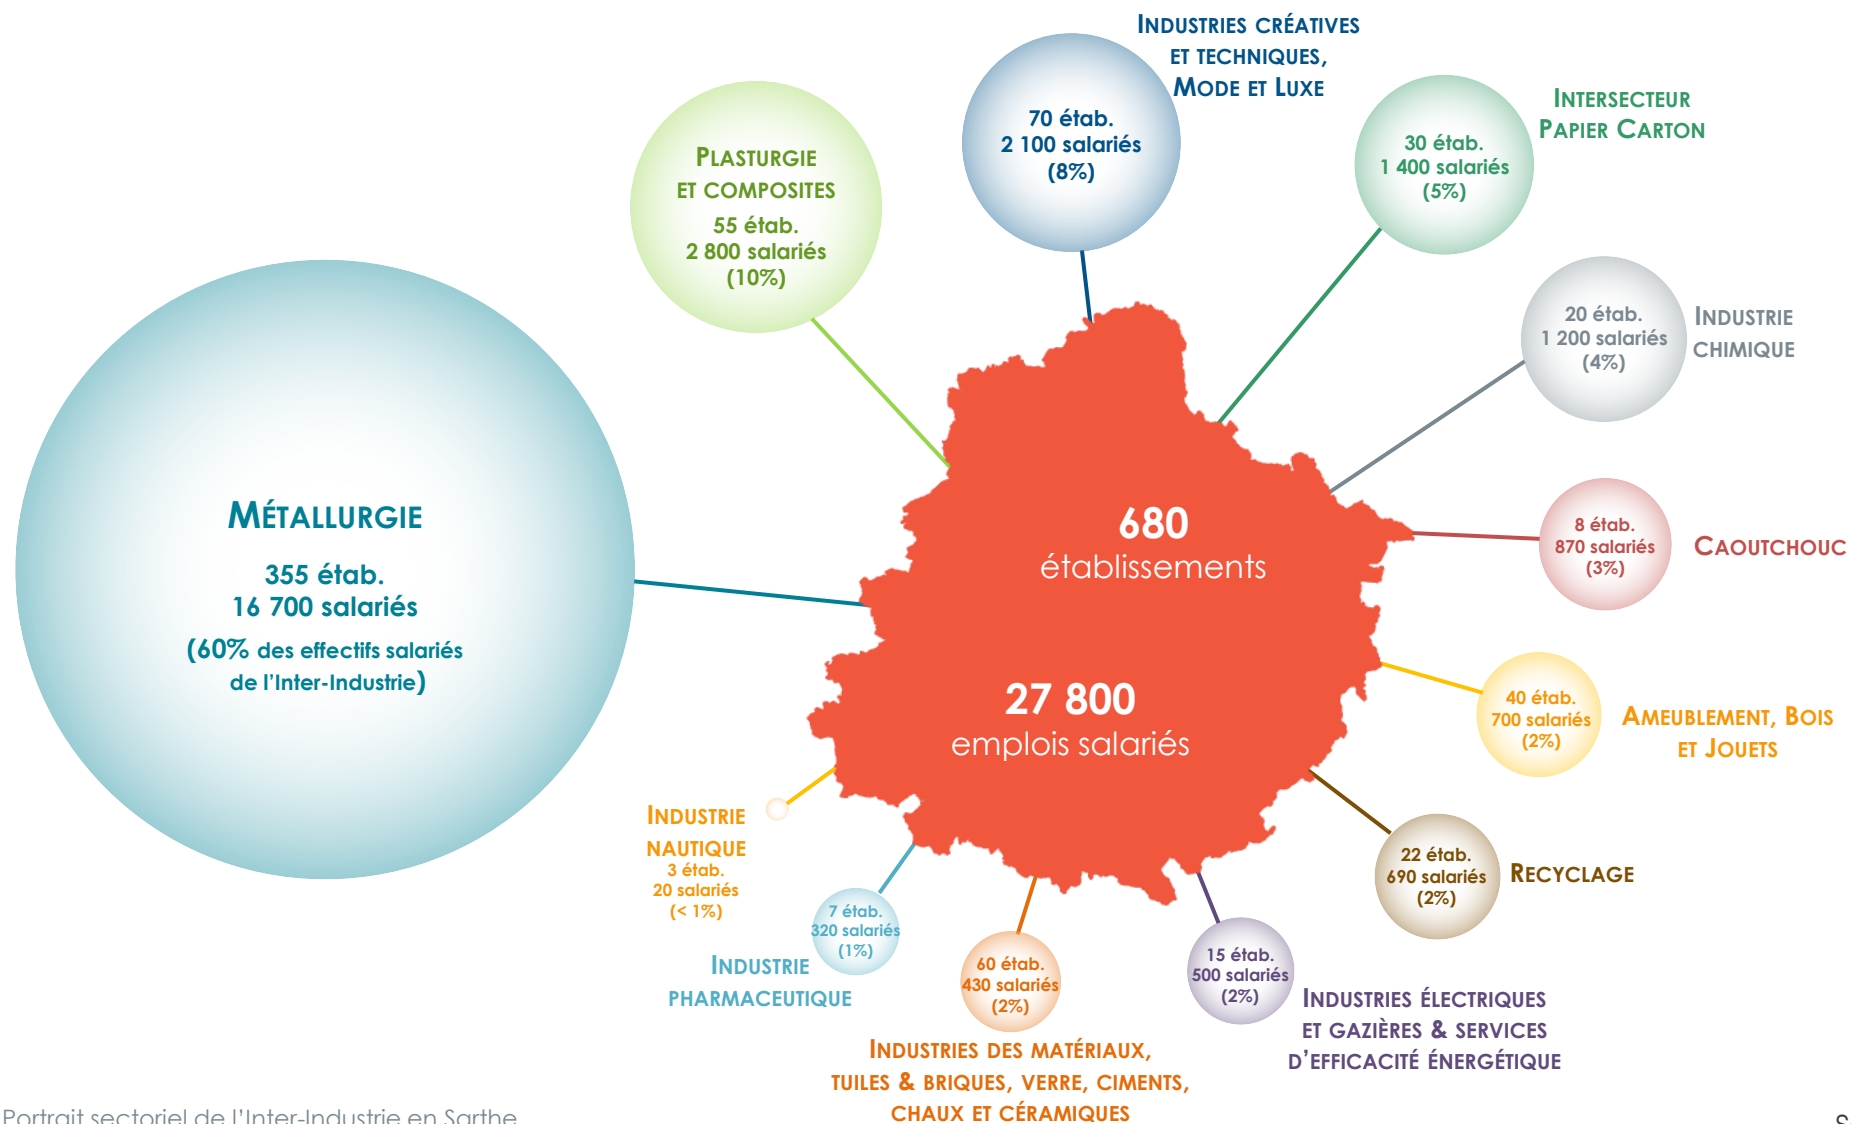 INDUSTRIES CRÉATIVES
ET TECHNIQUES,
MODE ET LUXE
70 étab.
2 100 salariés
(8%)
INTERSECTEUR
PAPIER CARTON
30 étab.
1 400 salariés
(5%)
PLASTURGIE
ET COMPOSITES
55 étab.
2 800 salariés
(10%)
20 étab.
1 200 salariés
(4%)
INDUSTRIE
CHIMIQUE
MÉTALLURGIE
355 étab.
16 700 salariés
(60% des effectifs salariés
de l'Inter-Industrie)
680
établissements
27 800
emplois salariés
8 étab.
870 salariés
(3%)
CAOUTCHOUC
40 étab.
700 salariés
(2%)
AMEUBLEMENT, BOIS
ET JOUETS
22 étab.
690 salariés
(2%)
RECYCLAGE
INDUSTRIE
NAUTIQUE
3 étab.
20 salariés
(< 1%)
7 étab.
320 salariés
(1%)
INDUSTRIE
PHARMACEUTIQUE
60 étab.
430 salariés
(2%)
INDUSTRIES DES MATÉRIAUX,
TUILES & BRIQUES, VERRE, CIMENTS,
CHAUX ET CÉRAMIQUES
15 étab.
500 salariés
(2%)
INDUSTRIES ÉLECTRIQUES
ET GAZIÈRES & SERVICES
D'EFFICACITÉ ÉNERGÉTIQUE
Portrait sectoriel de l'Inter-Industrie en Sarthe